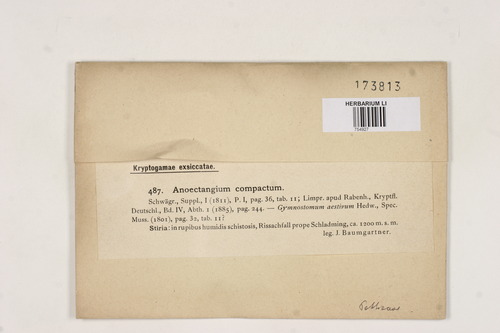 173813
HERBARIUM LI
754927
Kryptogamae exsiccatae.
487. Anoectangium compactum.
Schwägr., Suppl., I (1811), P. I, pag. 36, tab. 11; Limpr. apud Rabenh., Kryptfl.
Deutschl., Bd. IV, Abth. 1 (1885), pag. 244. — Gymnostomum aestivum Hedw., Spec.
Musc. (1801), pag. 32, tab. 11?
Stiria: in rupibus humidis schistosis, Rissachfall prope Schladming, ca. 1200 m. s. m.
leg. J. Baumgartner.